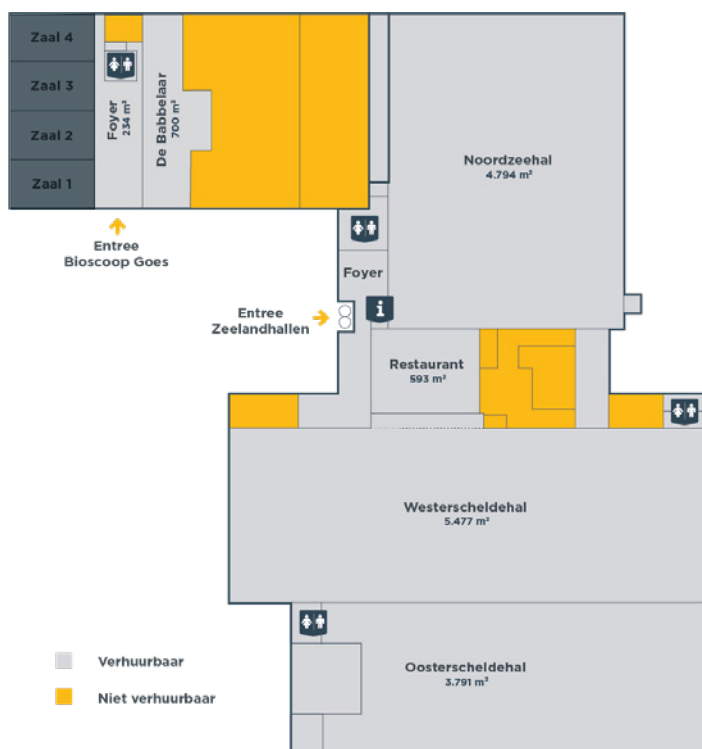 Zaal 4
Zaal 3
Zaal 2
Zaal 1
Foyer
234 m²
De Babbelaar
700 m²
Noordzeehal
4.794 m²
Entree
Bioscoop Goes
Foyer
i
Entree
Zeelandhallen
Restaurant
593 m²
Westerscheldehal
5.477 m²
Oosterscheldehal
3.791 m²
Verhuurbaar
Niet verhuurbaar